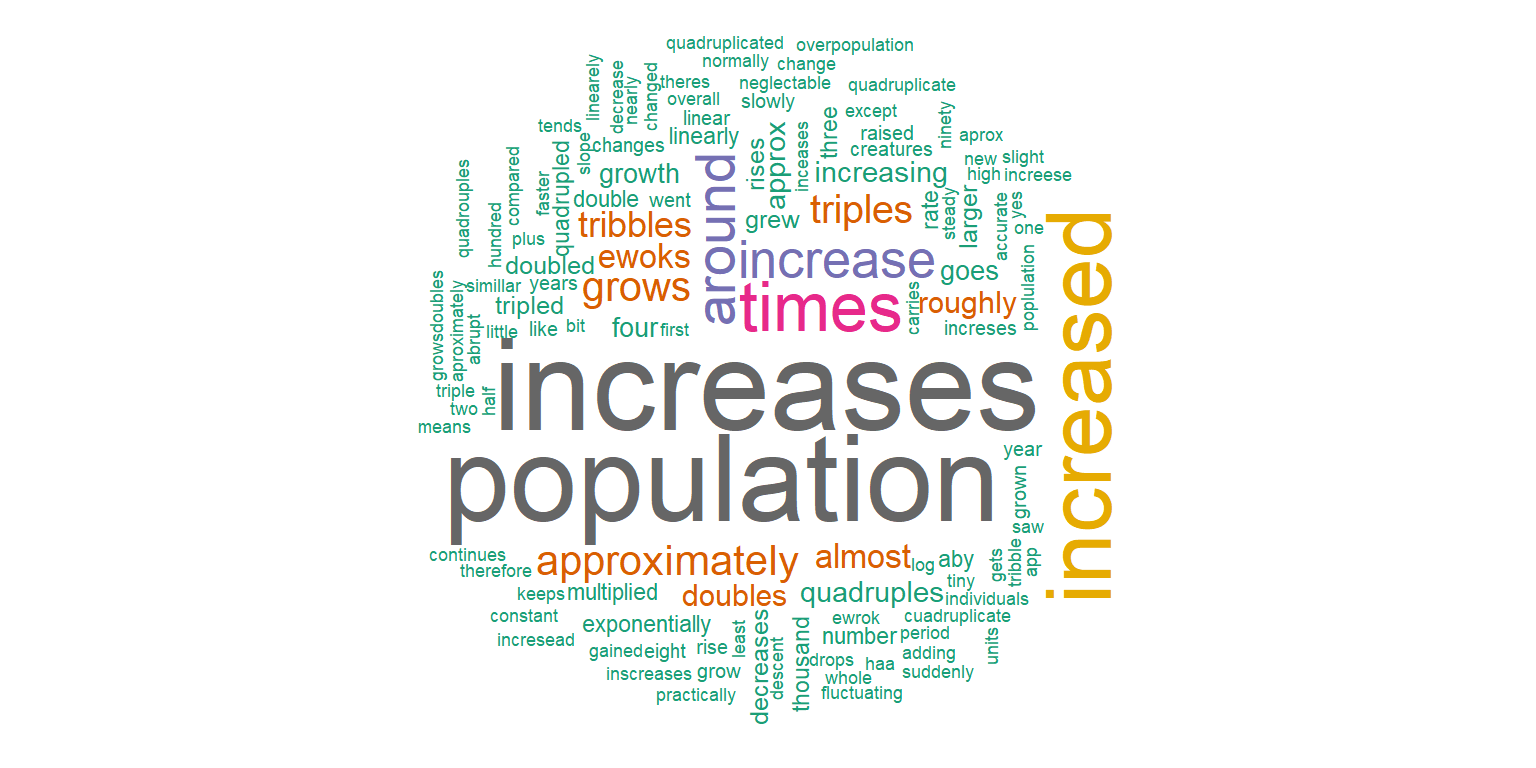 quadruplicated
overpopulation
normally
change
theres
neglectable
quadruplicate
overall
slowly
linearely
decrease
nearly
changed
linear
linearly
except
tends
changes
slope
raised
creatures
ninety
aprox
three
inceases
approx
rises
around
increasing
new
slight
high
increese
quadrouples
compared
faster
quadrupled
growth
double
went
tribbles
grew
triples
rate
steady
larger
accurate
yes
one
hundred
plus
doubled
ewoks
increase
goes
increased
simillar
years
grows
times
carries
roughly
poplulation
growsdoubles
aproximately
abrupt
tripled
little
like
bit
four
first
increses
triple
two
half
means
increases
population
year
grown
saw
continues
therefore
approximately
almost
log
aby
gets
tribble
app
tiny
keeps
multiplied
doubles
quadruples
individuals
constant
incresead
exponentially
ewrok
cuadruplicate
number
period
gained
eight
rise
least
decreases
descent
thousand
adding
units
drops
haa
suddenly
inscreases
grow
whole
practically
fluctuating